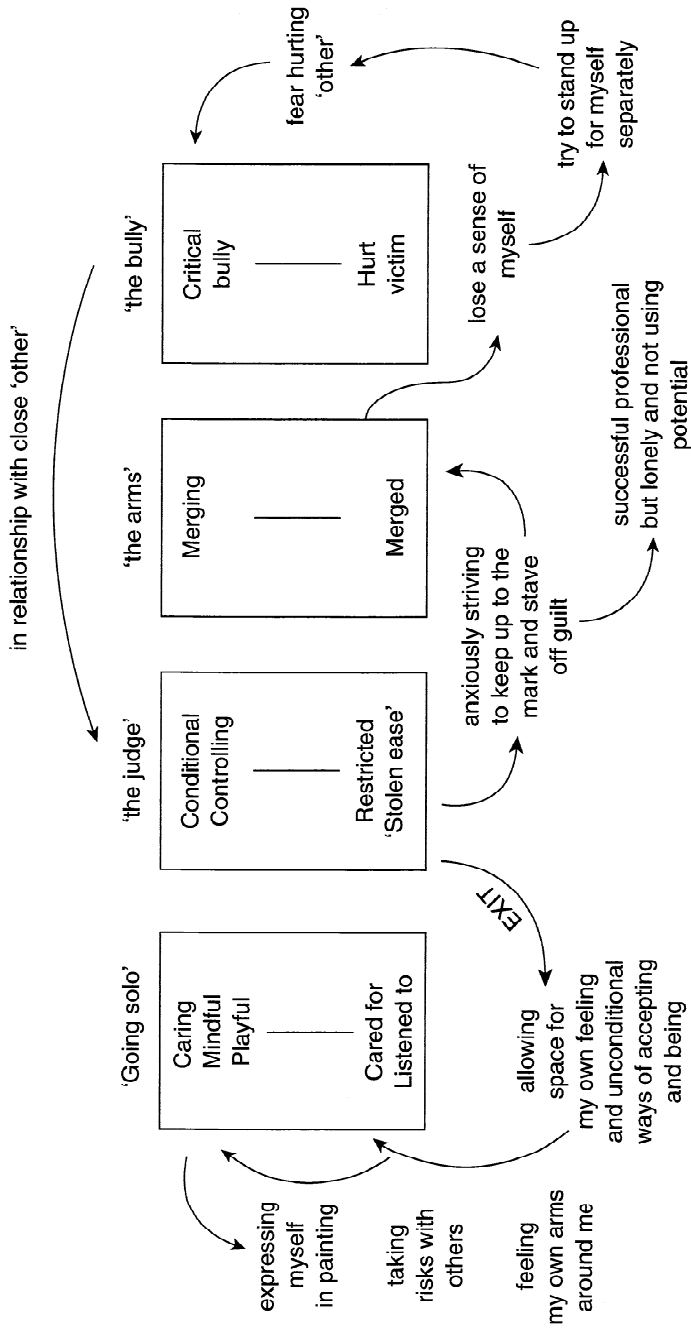 in relationship with close ‘other’
‘Going solo’
‘the judge’
‘the arms’
‘the bully’
Caring
Mindful
Playful
Cared for
Listened to
Conditional
Controlling
Restricted
‘Stolen ease’
Merging
Merged
Critical
bully
Hurt
victim
fear hurting
‘other’
expressing
myself
in painting
taking
risks with
others
feeling
my own arms
around me
EXIT
allowing
space for
my own feeling
and unconditional
ways of accepting
and being
anxiously striving
to keep up to the
mark and stave
off guilt
lose a sense of
myself
try to stand up
for myself
separately
successful professional
but lonely and not using
potential